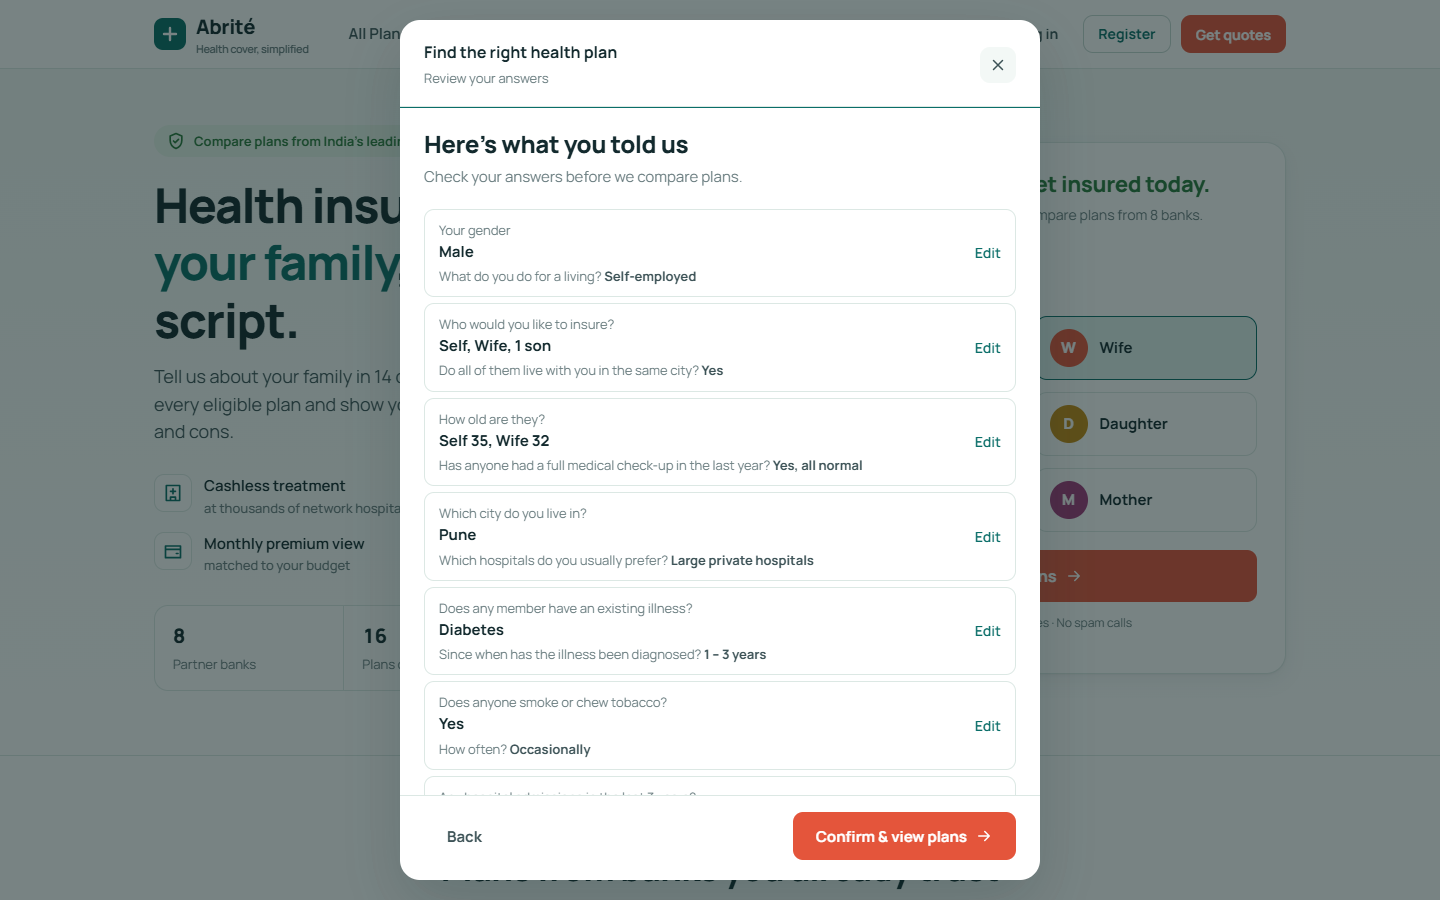 Abrité
Health cover, simplified
All Plan
in
Register
Get quotes
Find the right health plan
Review your answers
Compare plans from India's leadin
Health insu
your family,
script.
Tell us about your family in 14 q
every eligible plan and show yo
and cons.
Cashless treatment
at thousands of network hospita
Monthly premium view
matched to your budget
8
Partner banks
16
Plans
Here's what you told us
Check your answers before we compare plans.
Your gender
Male
What do you do for a living? Self-employed
Edit
Who would you like to insure?
Self, Wife, 1 son
Do all of them live with you in the same city? Yes
Edit
How old are they?
Self 35, Wife 32
Has anyone had a full medical check-up in the last year? Yes, all normal
Edit
Which city do you live in?
Pune
Which hospitals do you usually prefer? Large private hospitals
Edit
Does any member have an existing illness?
Diabetes
Since when has the illness been diagnosed? 1 – 3 years
Edit
Does anyone smoke or chew tobacco?
Yes
How often? Occasionally
Edit
Back
Confirm & view plans
et insured today.
mpare plans from 8 banks.
W
Wife
D
Daughter
M
Mother
ns
es · No spam calls